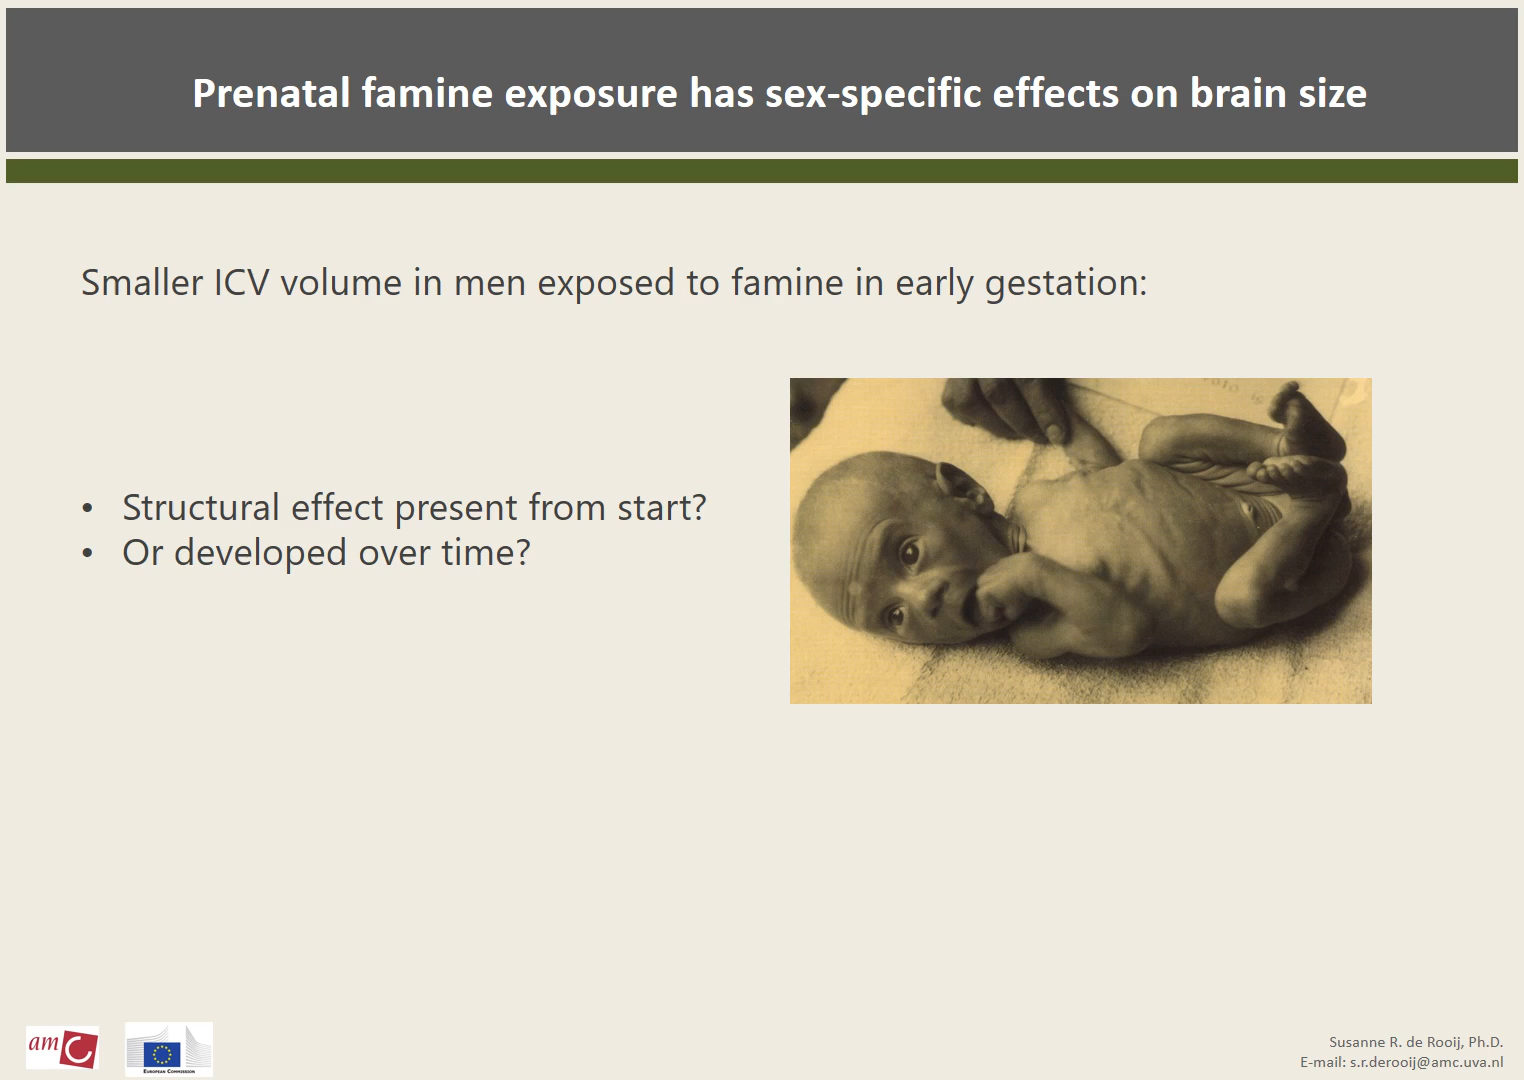 Prenatal famine exposure has sex-specific effects on brain size
Smaller ICV volume in men exposed to famine in early gestation:
• Structural effect present from start?
• Or developed over time?
amc
EUROPEAN COMMISSION
Susanne R. de Rooij, Ph.D.
E-mail: s.r.derooij@amc.uva.nl